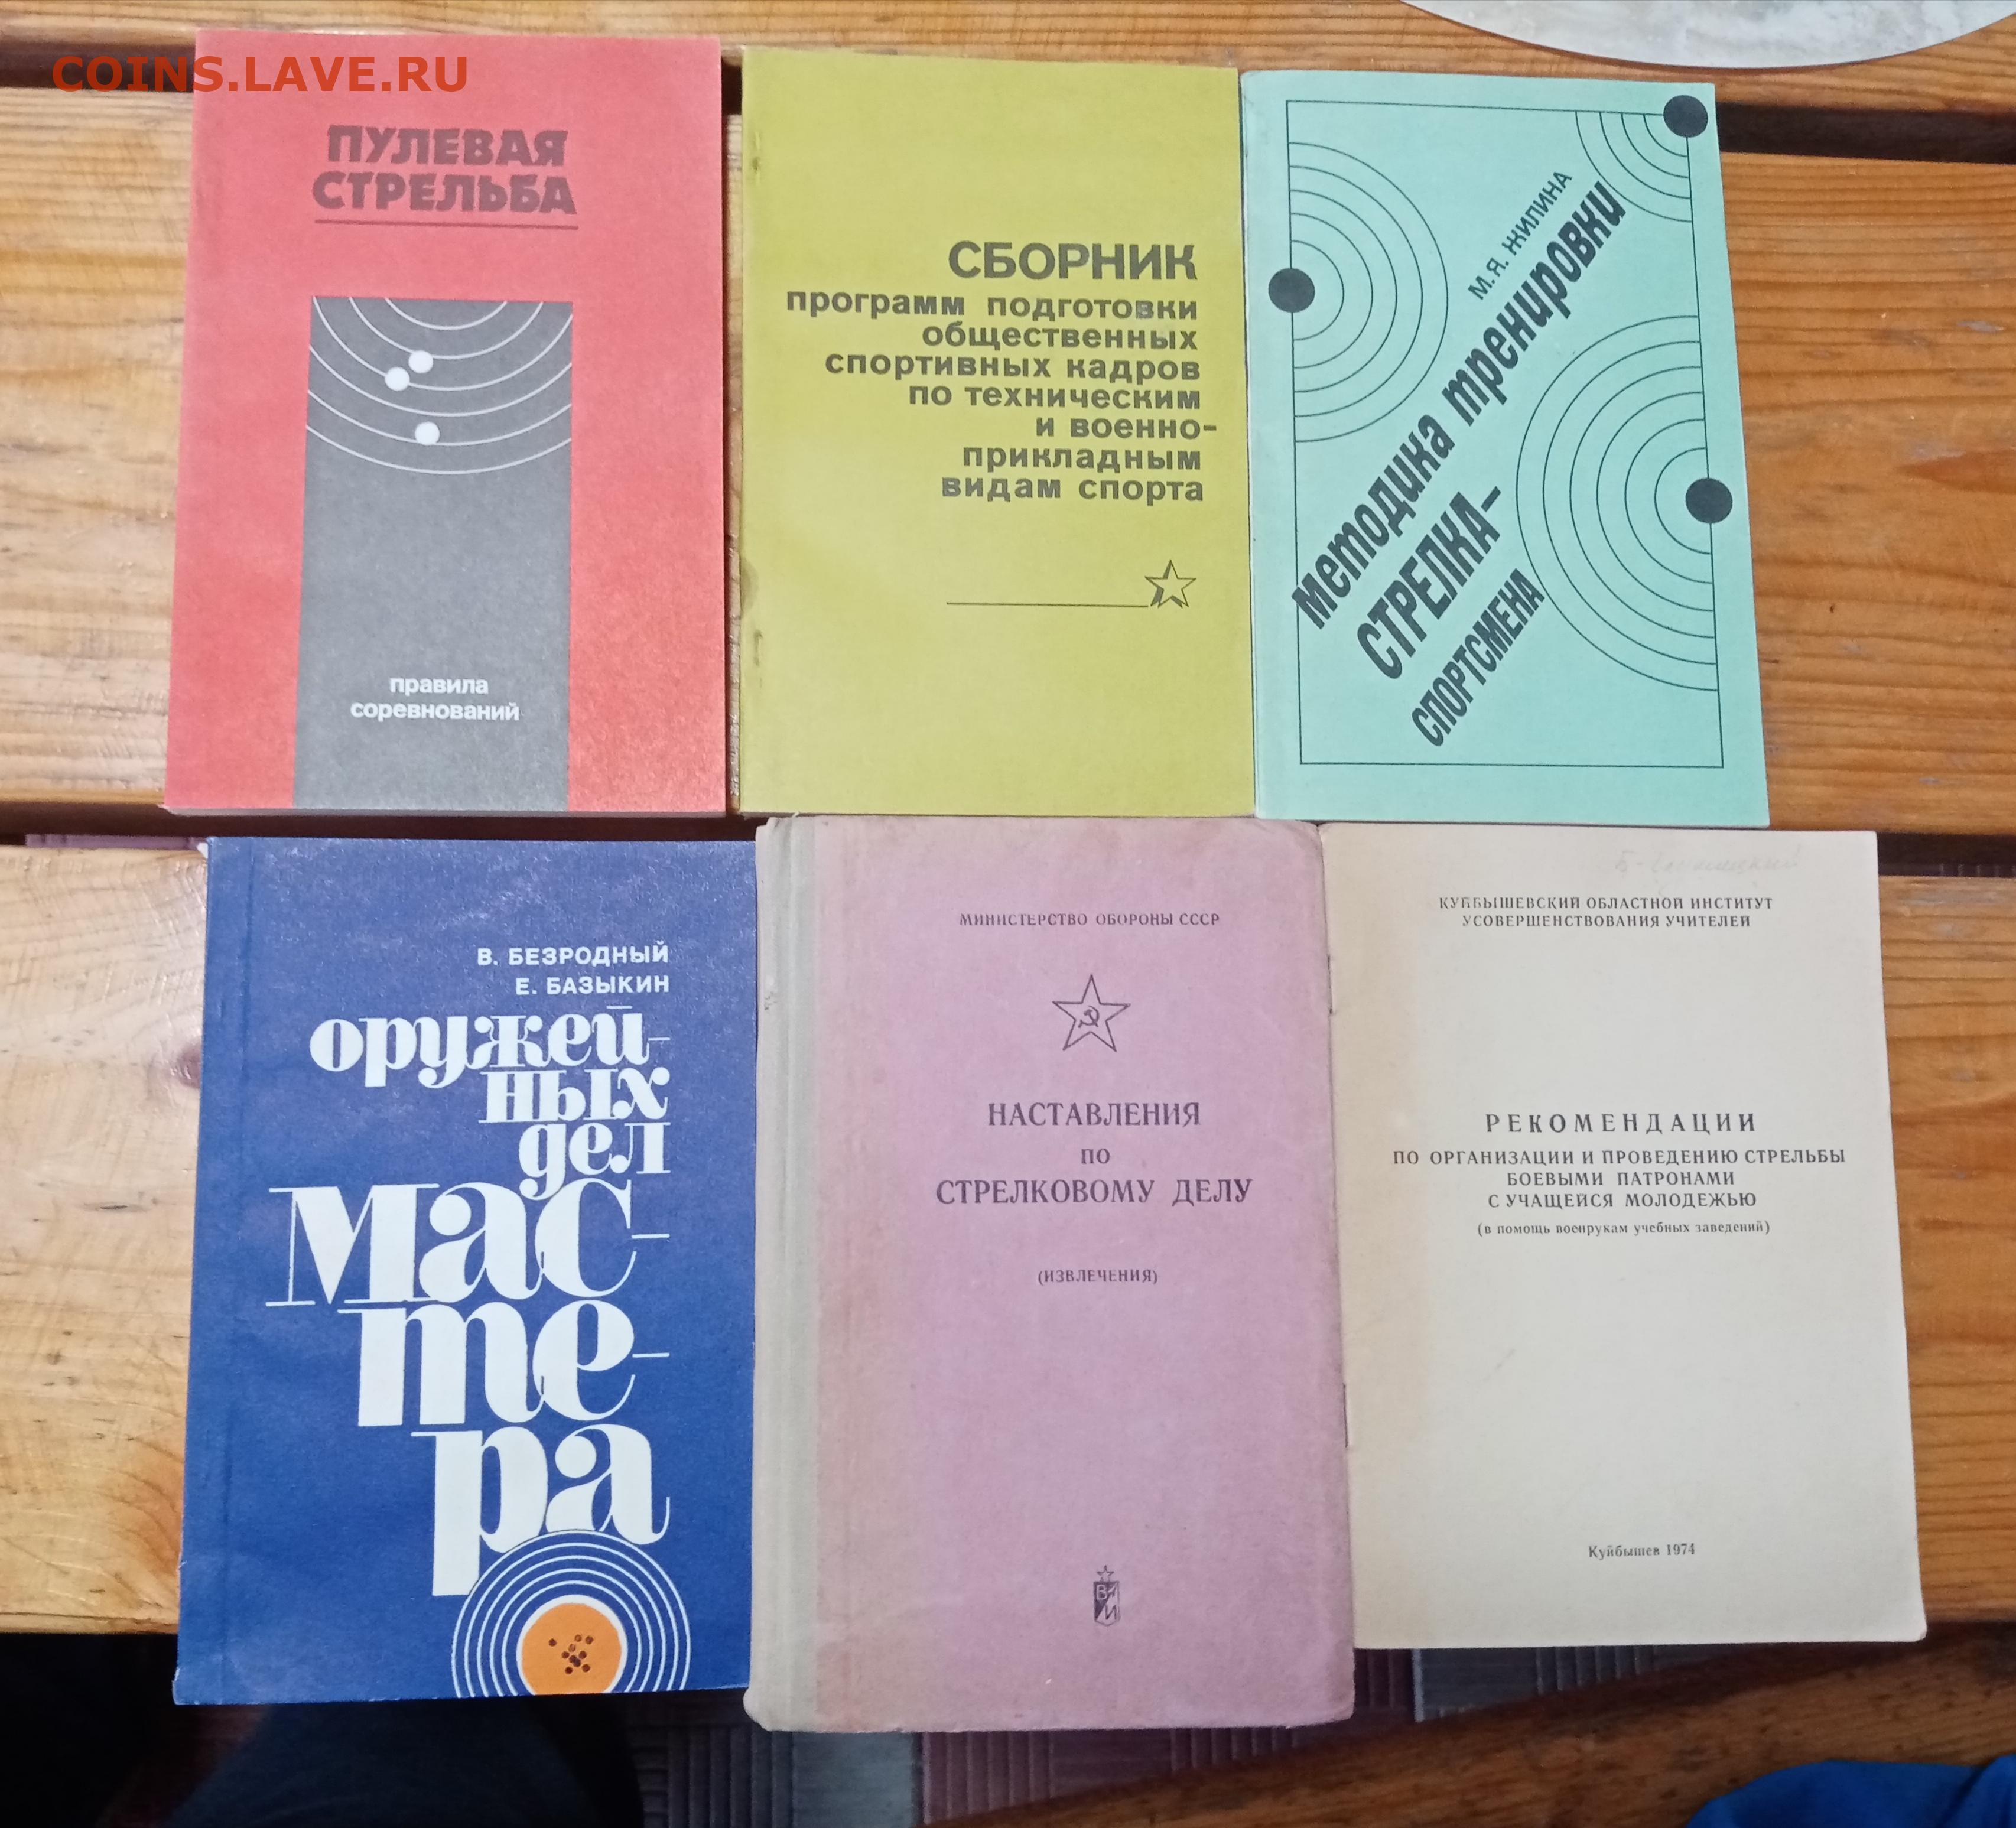 COINS.LAVE.RU
ПУЛЕВАЯ
СТРЕЛЬБА
правила
соревнований
СБОРНИК
программ подготовки
общественных
спортивных кадров
по техническим
и военно-
прикладным
видам спорта
М.Я. ЖИЛИНА
Методика тренировки
СТРЕЛКА-
СПОРТСМЕНА
В. БЕЗРОДНЫЙ
Е. БАЗЫКИН
оружей-
ных
дел
мас-
те-
ра
МИНИСТЕРСТВО ОБОРОНЫ СССР
НАСТАВЛЕНИЯ
ПО
СТРЕЛКОВОМУ ДЕЛУ
(ИЗВЛЕЧЕНИЯ)
ВИ
КУЙБЫШЕВСКИЙ ОБЛАСТНОЙ ИНСТИТУТ
УСОВЕРШЕНСТВОВАНИЯ УЧИТЕЛЕЙ
РЕКОМЕНДАЦИИ
ПО ОРГАНИЗАЦИИ И ПРОВЕДЕНИЮ СТРЕЛЬБЫ
БОЕВЫМИ ПАТРОНАМИ
С УЧАЩЕЙСЯ МОЛОДЕЖЬЮ
(в помощь военрукам учебных заведений)
Куйбышев 1974